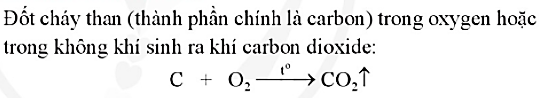 Đốt cháy than (thành phần chính là carbon) trong oxygen hoặc
trong không khí sinh ra khí carbon dioxide:
C + O₂ —t°→ CO₂↑